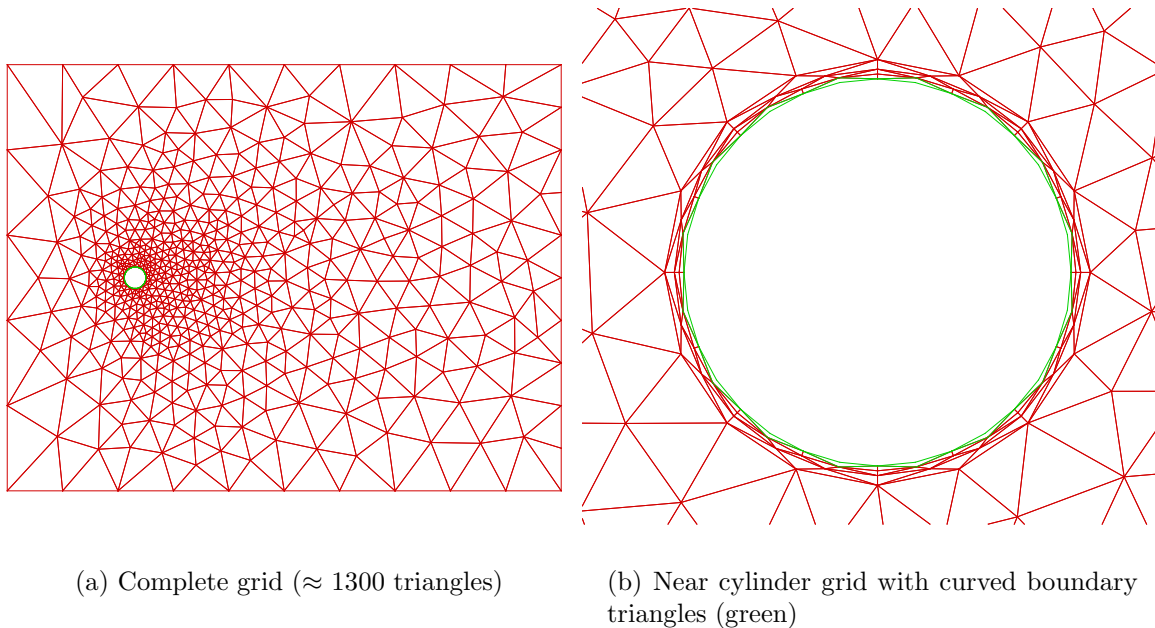 (a) Complete grid (≈ 1300 triangles)
(b) Near cylinder grid with curved boundary
triangles (green)